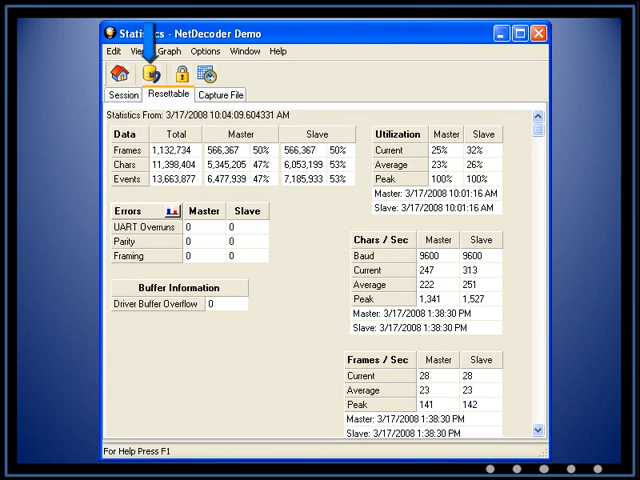 Statistics - NetDecoder Demo
Edit View Graph Options Window Help
Session Resettable Capture File
Statistics From: 3/17/2008 10:04:09.604331 AM
Data Total Master Slave
Frames 1,132,734 566,367 50% 566,367 50%
Chars 11,398,404 5,345,205 47% 6,053,199 53%
Events 13,663,877 6,477,939 47% 7,185,933 53%
Errors Master Slave
UART Overruns 0 0
Parity 0 0
Framing 0 0
Buffer Information
Driver Buffer Overflow 0
Utilization Master Slave
Current 25% 32%
Average 23% 26%
Peak 100% 100%
Master: 3/17/2008 10:01:16 AM
Slave: 3/17/2008 10:01:16 AM
Chars / Sec Master Slave
Baud 9600 9600
Current 247 313
Average 222 251
Peak 1,341 1,527
Master: 3/17/2008 1:38:30 PM
Slave: 3/17/2008 1:38:30 PM
Frames / Sec Master Slave
Current 28 28
Average 23 23
Peak 141 142
Master: 3/17/2008 1:38:30 PM
Slave: 3/17/2008 1:38:30 PM
For Help Press F1